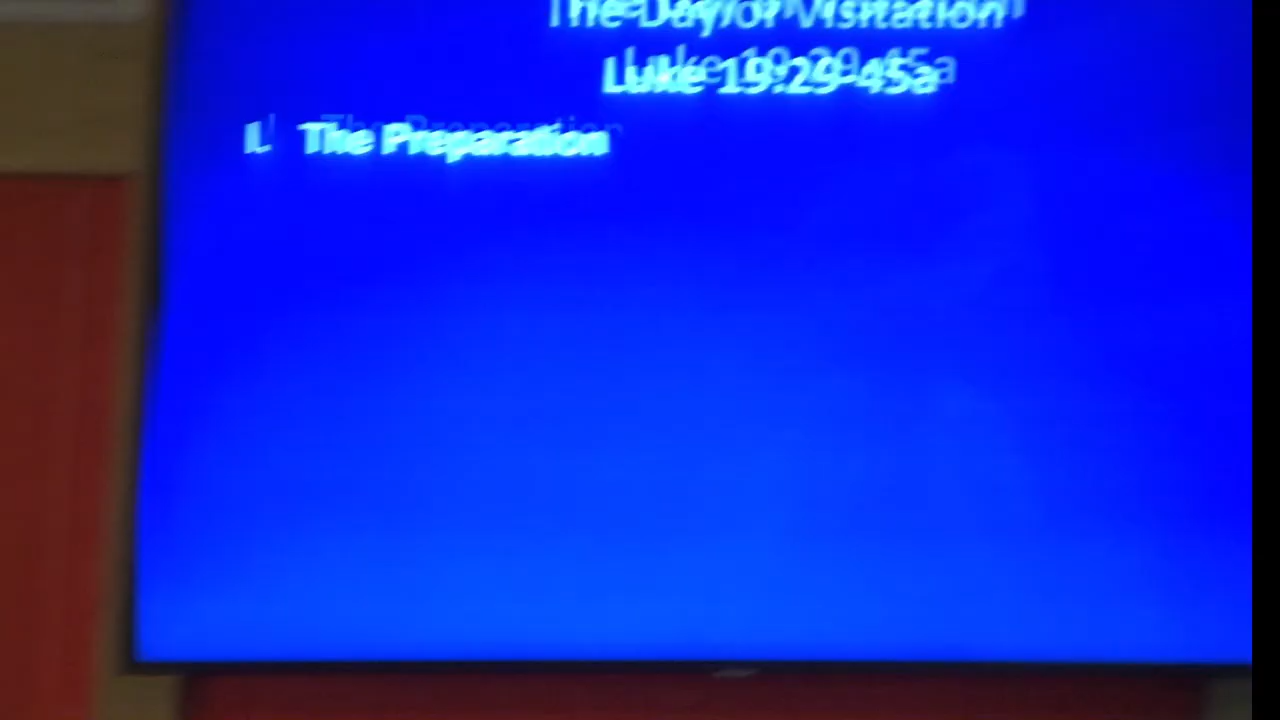 The Day of Visitation
Luke 19:29-45a
I. The Preparation